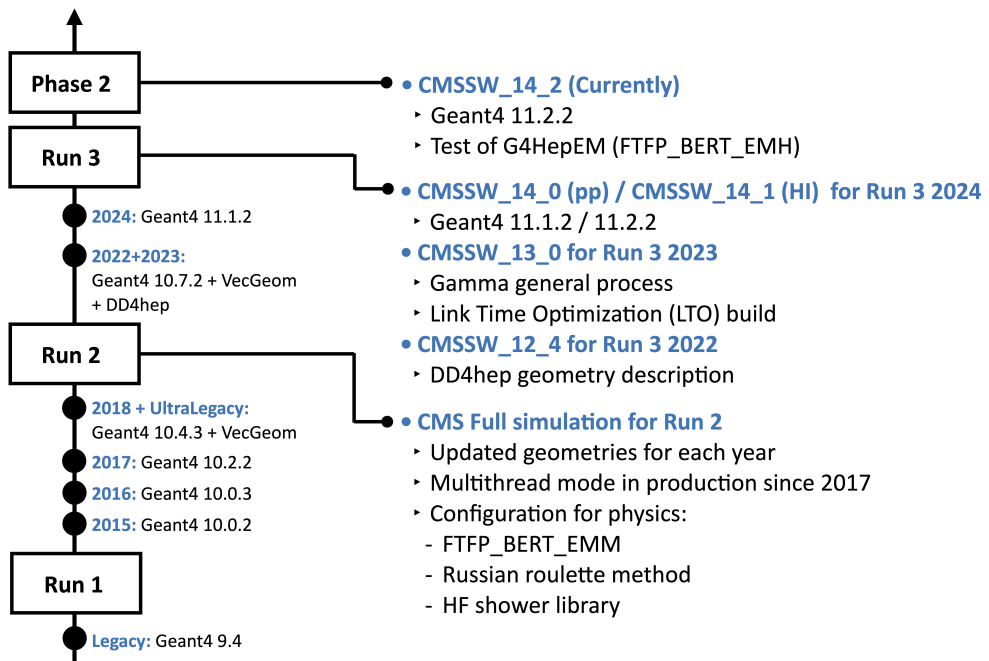 Phase 2
Run 3
2024: Geant4 11.1.2
2022+2023:
Geant4 10.7.2 + VecGeom
+ DD4hep
Run 2
2018 + UltraLegacy:
Geant4 10.4.3 + VecGeom
2017: Geant4 10.2.2
2016: Geant4 10.0.3
2015: Geant4 10.0.2
Run 1
Legacy: Geant4 9.4
• CMSSW_14_2 (Currently)
‣ Geant4 11.2.2
‣ Test of G4HepEM (FTFP_BERT_EMH)
• CMSSW_14_0 (pp) / CMSSW_14_1 (HI) for Run 3 2024
‣ Geant4 11.1.2 / 11.2.2
• CMSSW_13_0 for Run 3 2023
‣ Gamma general process
‣ Link Time Optimization (LTO) build
• CMSSW_12_4 for Run 3 2022
‣ DD4hep geometry description
• CMS Full simulation for Run 2
‣ Updated geometries for each year
‣ Multithread mode in production since 2017
‣ Configuration for physics:
- FTFP_BERT_EMM
- Russian roulette method
- HF shower library